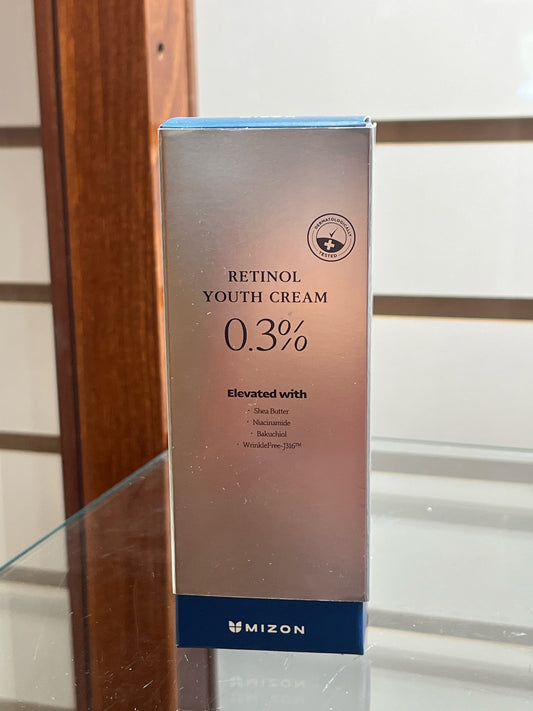 DERMATOLOGICALLY
TESTED
RETINOL
YOUTH CREAM
0.3%
Elevated with
· Shea Butter
· Niacinamide
· Bakuchiol
· WrinkleFree-J316™
MIZON